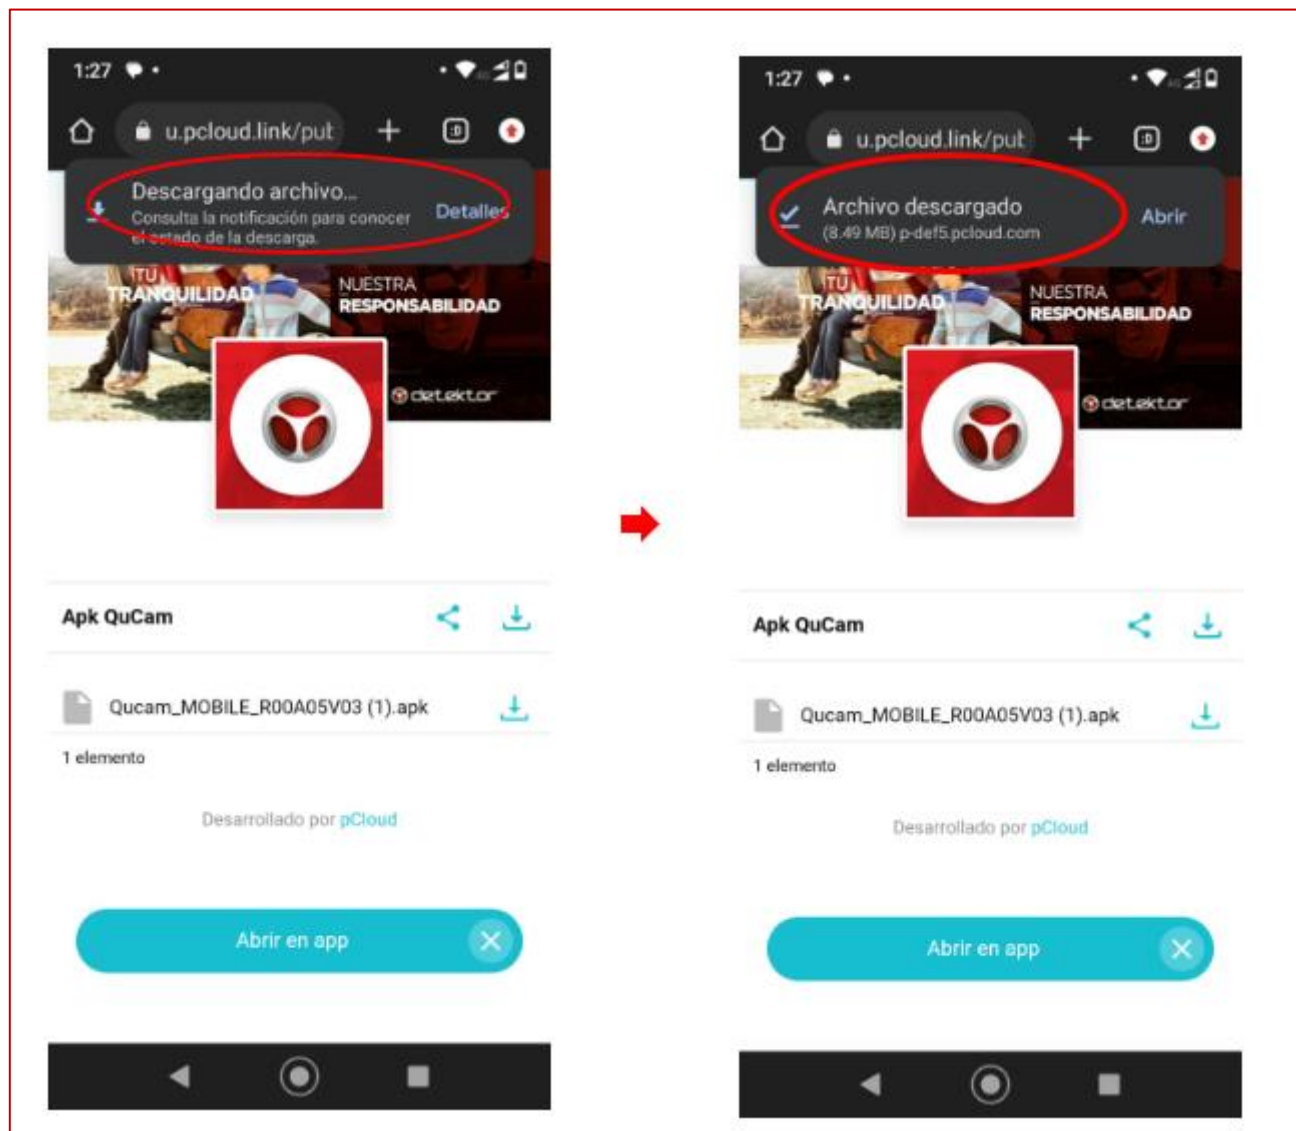 1:27
u.pcloud.link/put
:D
Descargando archivo...
Consulta la notificación para conocer
el estado de la descarga.
Detalles
TU
TRANQUILIDAD
NUESTRA
RESPONSABILIDAD
detektor
Apk QuCam
Qucam_MOBILE_R00A05V03 (1).apk
1 elemento
Desarrollado por pCloud
Abrir en app
1:27
u.pcloud.link/put
:D
Archivo descargado
(8.49 MB) p-def5.pcloud.com
Abrir
TU
TRANQUILIDAD
NUESTRA
RESPONSABILIDAD
detektor
Apk QuCam
Qucam_MOBILE_R00A05V03 (1).apk
1 elemento
Desarrollado por pCloud
Abrir en app